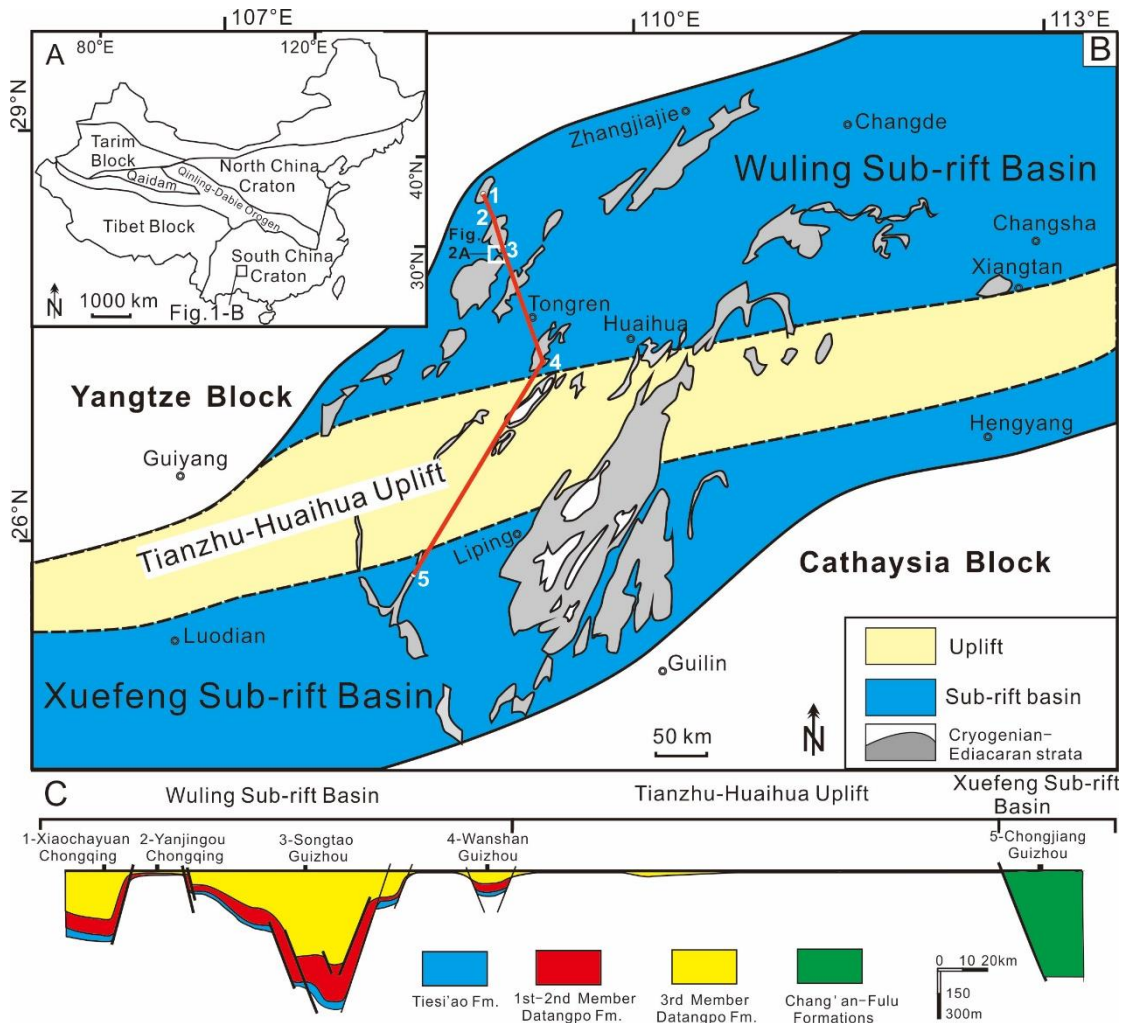 107°E
110°E
113°E
A
80°E
120°E
B
29°N
26°N
Tarim
Block
North China
Craton
Qaidam
Qinling-Dabie Orogen
Tibet Block
South China
Craton
40°N
30°N
N
1000 km
Fig.1-B
Zhangjiajie
Changde
Wuling Sub-rift Basin
1
2
Fig.
2A
3
Changsha
Xiangtan
Tongren
Huaihua
4
Yangtze Block
Guiyang
Hengyang
Tianzhu-Huaihua Uplift
Liping
5
Cathaysia Block
Luodian
Guilin
Xuefeng Sub-rift Basin
50 km
N
Uplift
Sub-rift basin
Cryogenian-
Ediacaran strata
C
Wuling Sub-rift Basin
Tianzhu-Huaihua Uplift
Xuefeng Sub-rift
Basin
1-Xiaochayuan
Chongqing
2-Yanjingou
Chongqing
3-Songtao
Guizhou
4-Wanshan
Guizhou
5-Chongjiang
Guizhou
Tiesi'ao Fm.
1st-2nd Member
Datangpo Fm.
3rd Member
Datangpo Fm.
Chang'an-Fulu
Formations
0 10 20km
150
300m